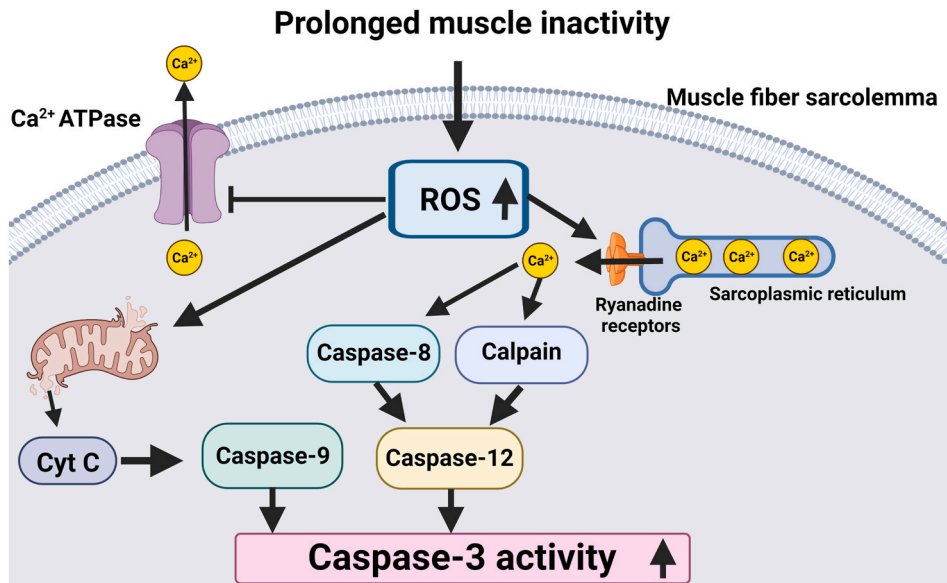 Prolonged muscle inactivity
Ca²⁺
Ca²⁺ ATPase
Muscle fiber sarcolemma
ROS
Ca²⁺
Ca²⁺
Ca²⁺
Ca²⁺
Ca²⁺
Ryanadine
receptors
Sarcoplasmic reticulum
Caspase-8
Calpain
Cyt C
Caspase-9
Caspase-12
Caspase-3 activity